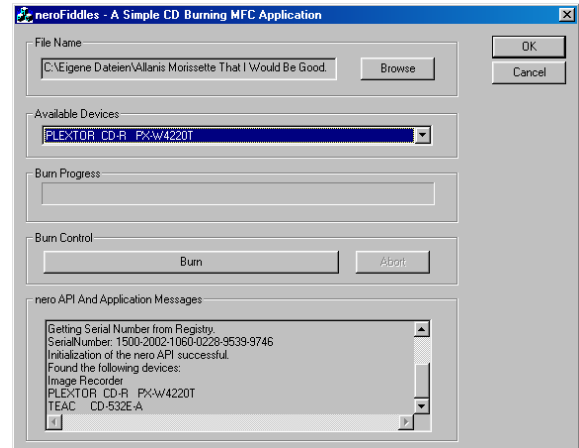 neroFiddles - A Simple CD Burning MFC Application
File Name
C:\Eigene Dateien\Allanis Morissette That I Would Be Good.
Browse
OK
Cancel
Available Devices
PLEXTOR CD-R PX-W4220T
Burn Progress
Burn Control
Burn
Abort
nero API And Application Messages
Getting Serial Number from Registry.
SerialNumber: 1500-2002-1060-0228-9539-9746
Initialization of the nero API successful.
Found the following devices:
Image Recorder
PLEXTOR CD-R PX-W4220T
TEAC CD-532E-A